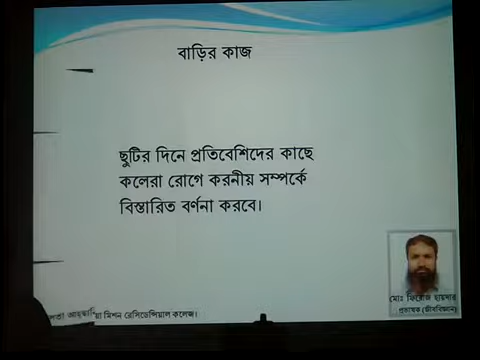 বাড়ির কাজ
ছুটির দিনে প্রতিবেশিদের কাছে
কলেরা রোগে করনীয় সম্পর্কে
বিস্তারিত বর্ণনা করবে।
মোঃ ফিরোজ হায়দার
প্রভাষক (জীববিজ্ঞান)
মিশন রেসিডেন্সিয়াল কলেজ।